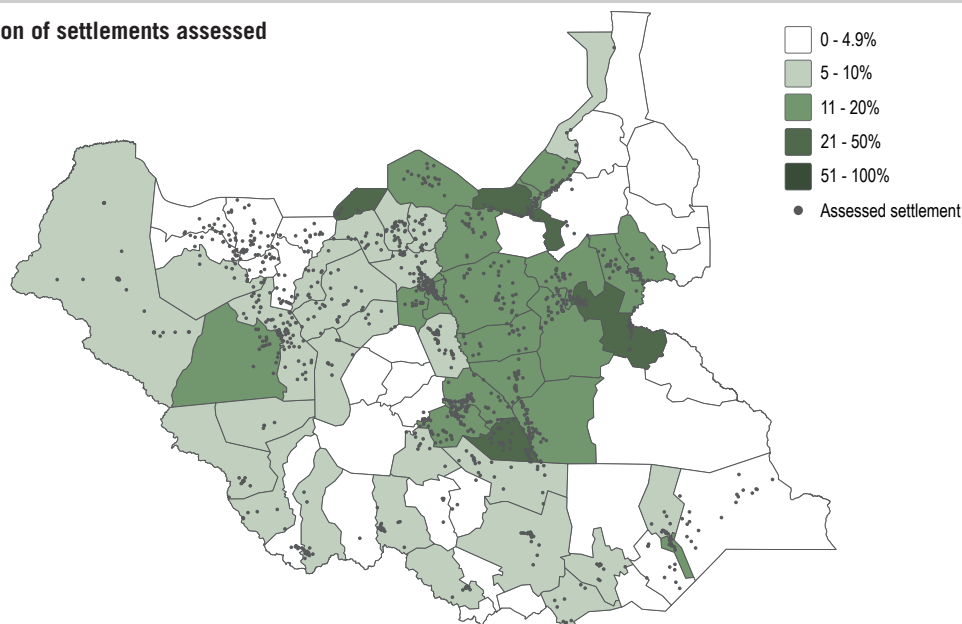 on of settlements assessed
0 - 4.9%
5 - 10%
11 - 20%
21 - 50%
51 - 100%
Assessed settlement